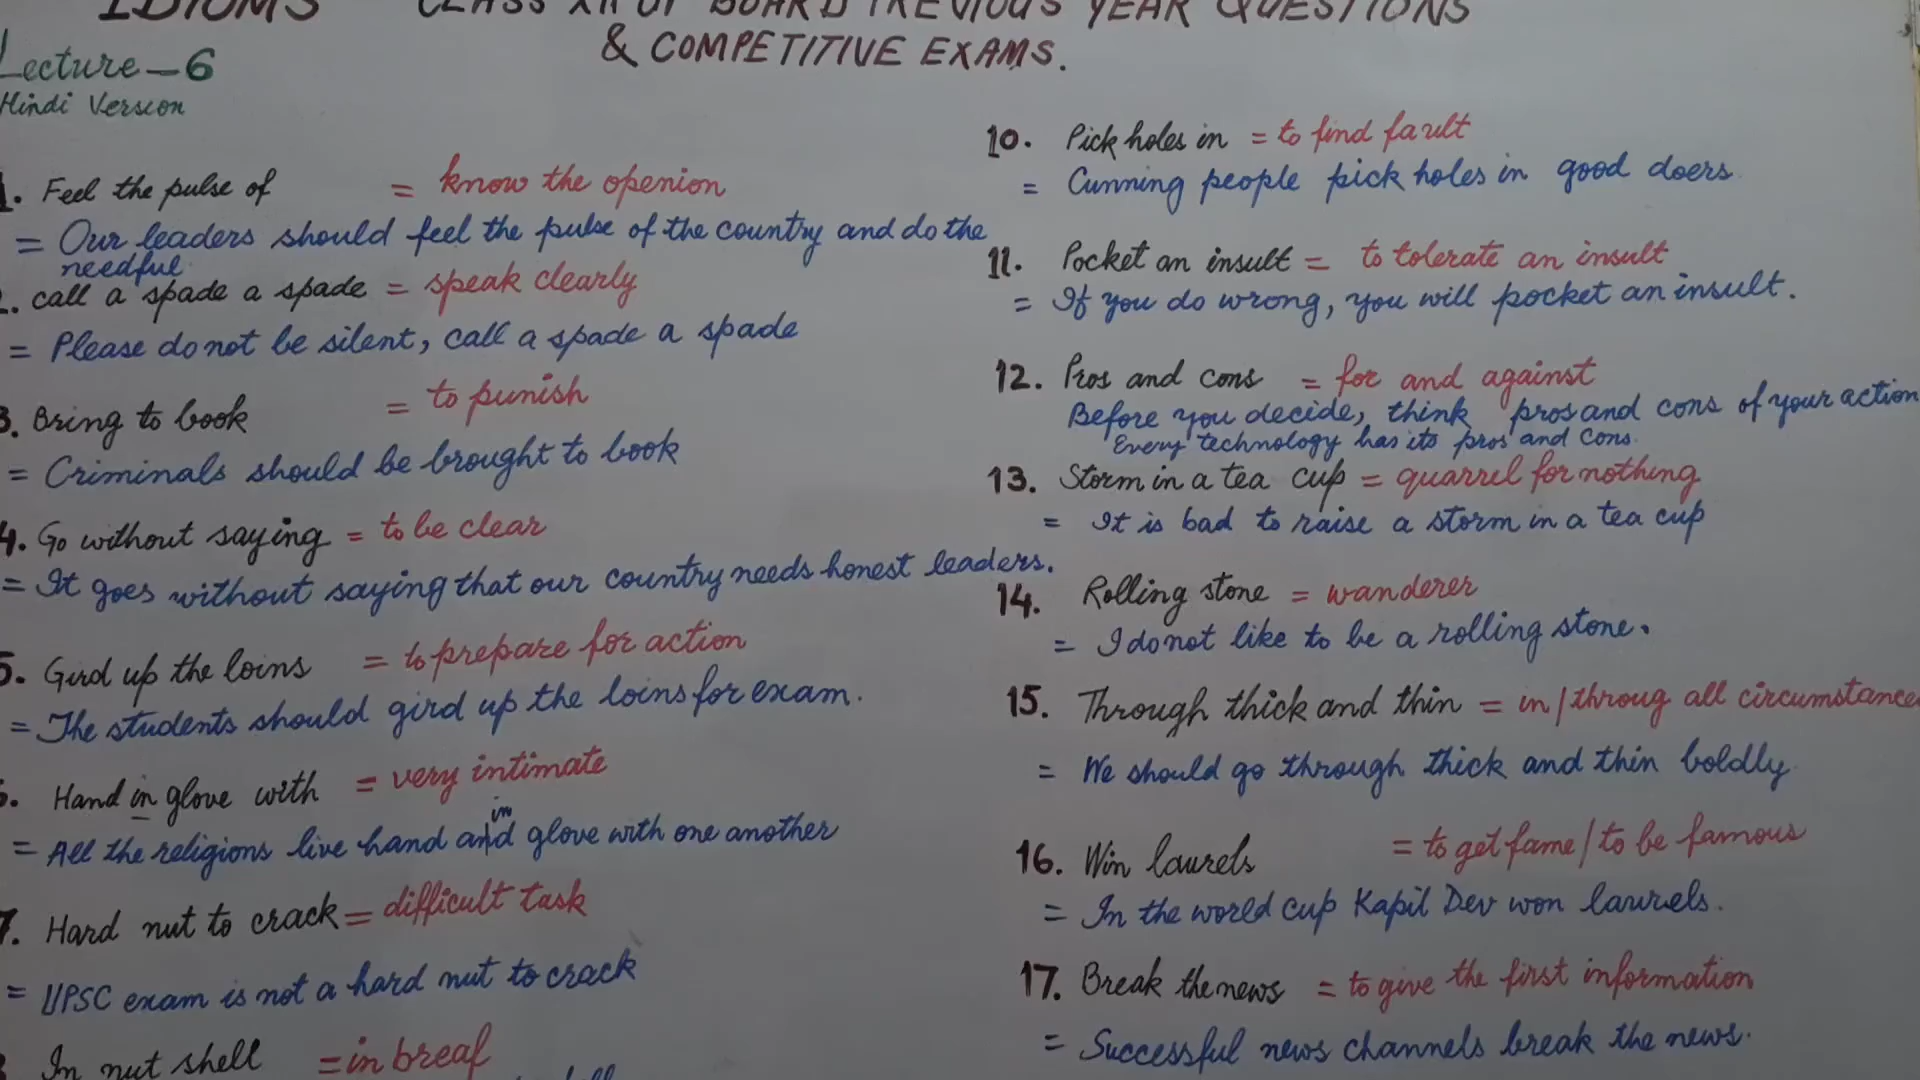 IDIOMS CLASS XII UP BOARD PREVIOUS YEAR QUESTIONS
& COMPETITIVE EXAMS.
Lecture-6
Hindi Version
1. Feel the pulse of = know the openion
= Our leaders should feel the pulse of the country and do the
needful
2. call a spade a spade = speak clearly
= Please do not be silent, call a spade a spade
3. Bring to book = to punish
= Criminals should be brought to book
4. Go without saying = to be clear
= It goes without saying that our country needs honest leaders.
5. Gird up the loins = to prepare for action
= The students should gird up the loins for exam.
6. Hand in glove with = very intimate
in
= All the religions live hand and glove with one another
7. Hard nut to crack = difficult task
= UPSC exam is not a hard nut to crack
8 In nut shell = in breaf
10. Pick holes in = to find fault
= Cunning people pick holes in good doers.
11. Pocket an insult = to tolerate an insult
= If you do wrong, you will pocket an insult.
12. Pros and cons = for and against
Before you decide, think pros and cons of your action
Every technology has its pros and cons.
13. Storm in a tea cup = quarrel for nothing
= It is bad to raise a storm in a tea cup
14. Rolling stone = wanderer
= I do not like to be a rolling stone.
15. Through thick and thin = in/throug all circumstances
= We should go through thick and thin boldly
16. Win laurels = to get fame/to be famous
= In the world cup Kapil Dev won laurels.
17. Break the news = to give the first information
= Successful news channels break the news.